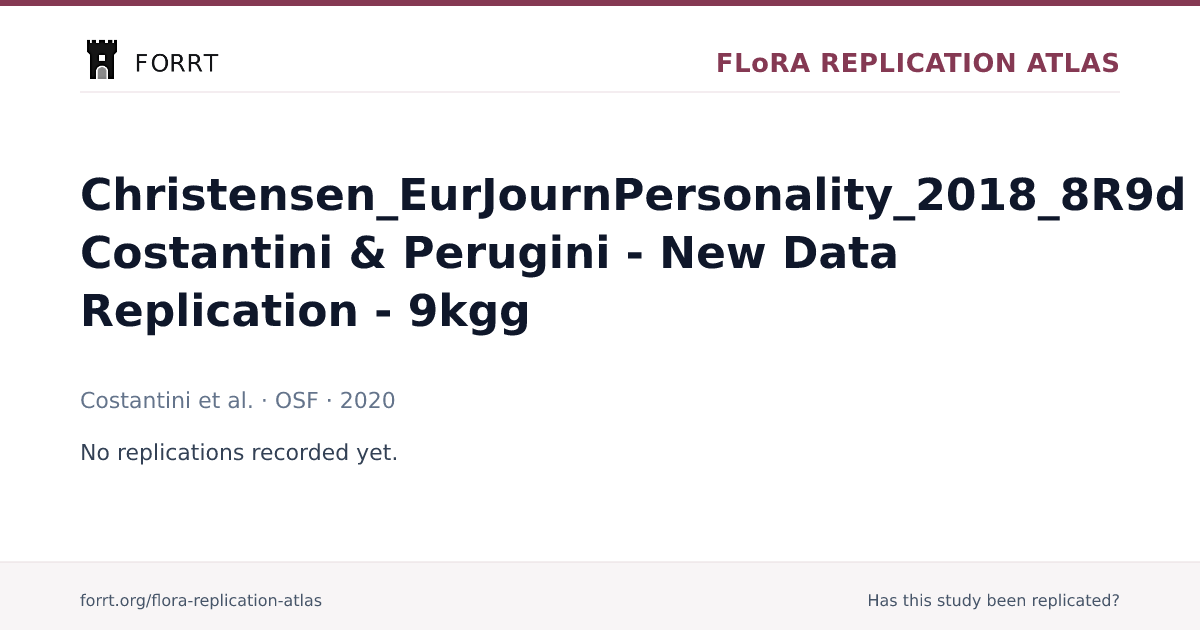 FORRT
FLoRA REPLICATION ATLAS
Christensen_EurJournPersonality_2018_8R9d
Costantini & Perugini - New Data
Replication - 9kgg
Costantini et al. · OSF · 2020
No replications recorded yet.
forrt.org/flora-replication-atlas
Has this study been replicated?